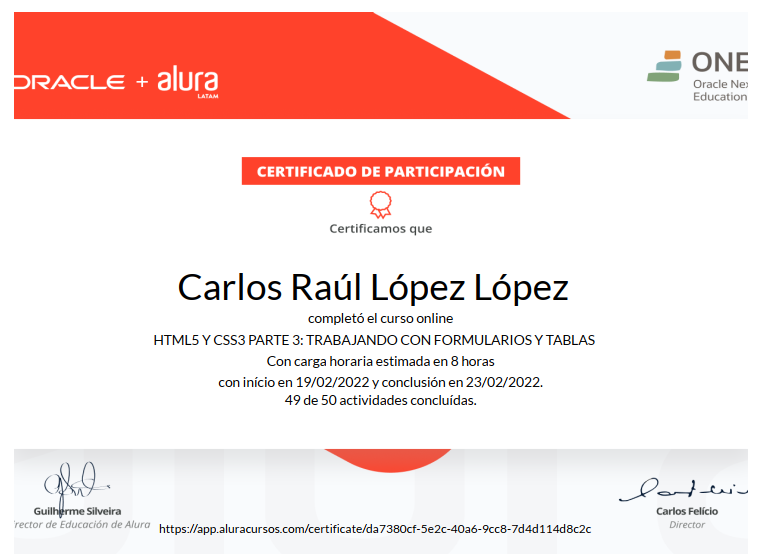 ORACLE + alura
LATAM
ONE
Oracle Nex
Education
CERTIFICADO DE PARTICIPACIÓN
Certificamos que
Carlos Raúl López López
completó el curso online
HTML5 Y CSS3 PARTE 3: TRABAJANDO CON FORMULARIOS Y TABLAS
Con carga horaria estimada en 8 horas
con início en 19/02/2022 y conclusión en 23/02/2022.
49 de 50 actividades concluídas.
Guilherme Silveira
rector de Educación de Alura
Carlos Felício
Director
https://app.aluracursos.com/certificate/da7380cf-5e2c-40a6-9cc8-7d4d114d8c2c